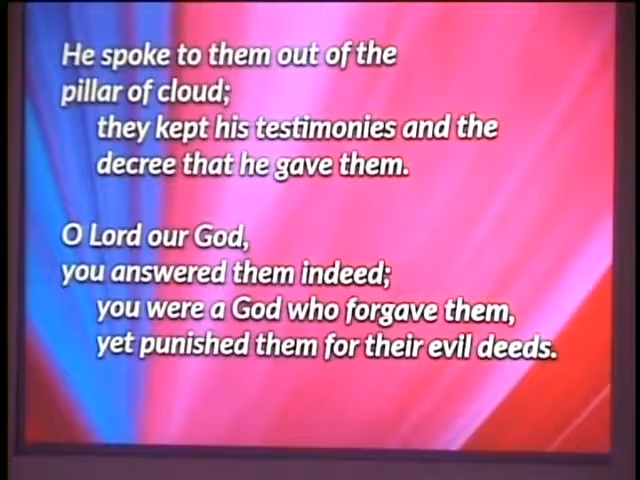 He spoke to them out of the
pillar of cloud;
they kept his testimonies and the
decree that he gave them.
O Lord our God,
you answered them indeed;
you were a God who forgave them,
yet punished them for their evil deeds.